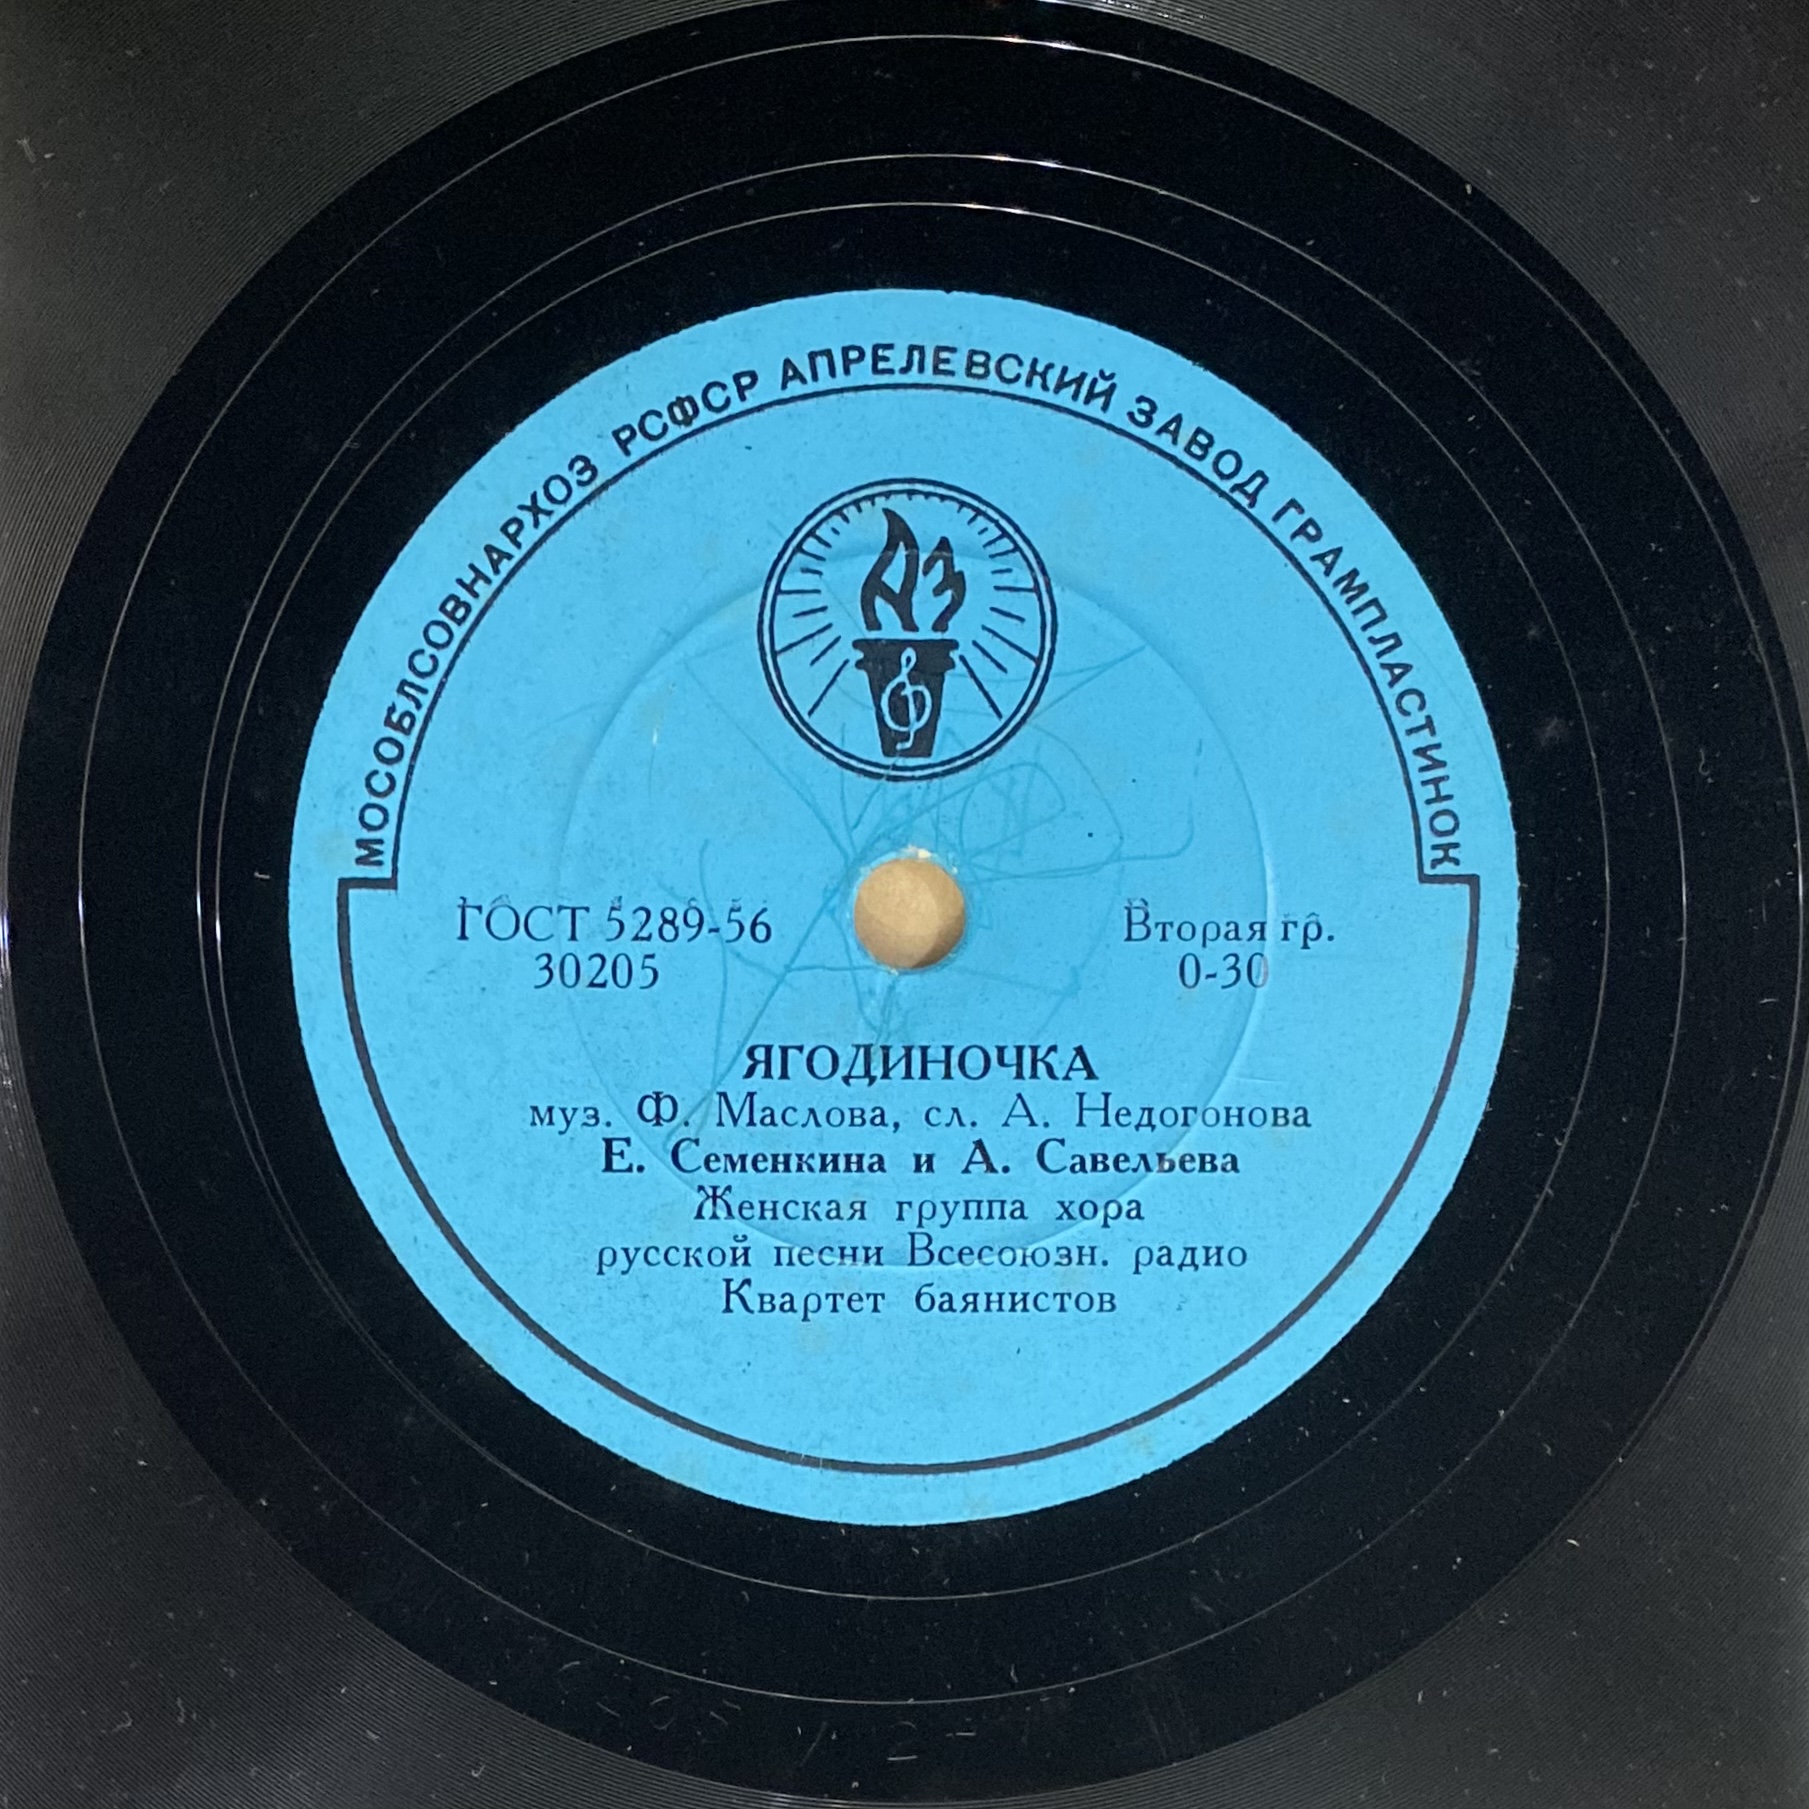 МОСОБЛСОВНАРХОЗ РСФСР АПРЕЛЕВСКИЙ ЗАВОД ГРАМПЛАСТИНОК
АЗ
ГОСТ 5289-56
30205
Вторая гр.
0-30
ЯГОДИНОЧКА
муз. Ф. Маслова, сл. А. Недогонова
Е. Семенкина и А. Савельева
Женская группа хора
русской песни Всесоюзн. радио
Квартет баянистов